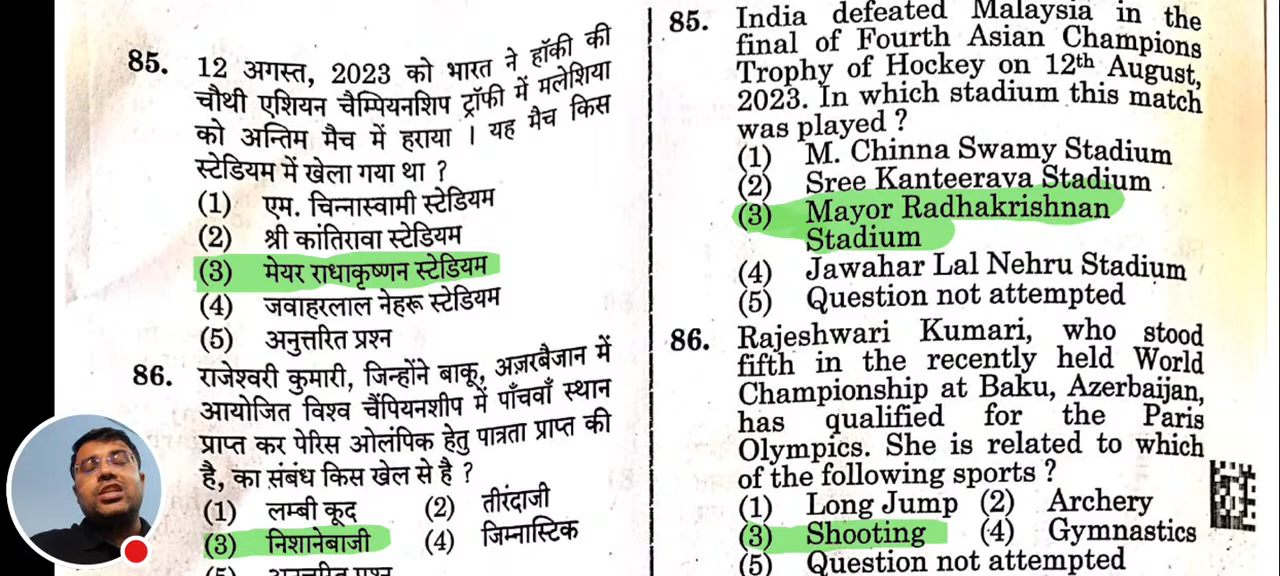 85.
12 अगस्त, 2023 को भारत ने हॉकी की
चौथी एशियन चैम्पियनशिप ट्रॉफी में मलेशिया
को अन्तिम मैच में हराया । यह मैच किस
स्टेडियम में खेला गया था ?
(1) एम. चिन्नास्वामी स्टेडियम
(2) श्री कांतिरावा स्टेडियम
(3) मेयर राधाकृष्णन स्टेडियम
(4) जवाहरलाल नेहरू स्टेडियम
(5) अनुत्तरित प्रश्न
86. राजेश्वरी कुमारी, जिन्होंने बाकू, अज़रबैजान में
आयोजित विश्व चैंपियनशीप में पाँचवाँ स्थान
प्राप्त कर पेरिस ओलंपिक हेतु पात्रता प्राप्त की
है, का संबंध किस खेल से है ?
(1) लम्बी कूद (2) तीरंदाजी
(3) निशानेबाजी (4) जिम्नास्टिक
(5) अनुत्तरित प्रश्न
85. India defeated Malaysia in the
final of Fourth Asian Champions
Trophy of Hockey on 12th August,
2023. In which stadium this match
was played ?
(1) M. Chinna Swamy Stadium
(2) Sree Kanteerava Stadium
(3) Mayor Radhakrishnan
Stadium
(4) Jawahar Lal Nehru Stadium
(5) Question not attempted
86. Rajeshwari Kumari, who stood
fifth in the recently held World
Championship at Baku, Azerbaijan,
has qualified for the Paris
Olympics. She is related to which
of the following sports ?
(1) Long Jump (2) Archery
(3) Shooting (4) Gymnastics
(5) Question not attempted